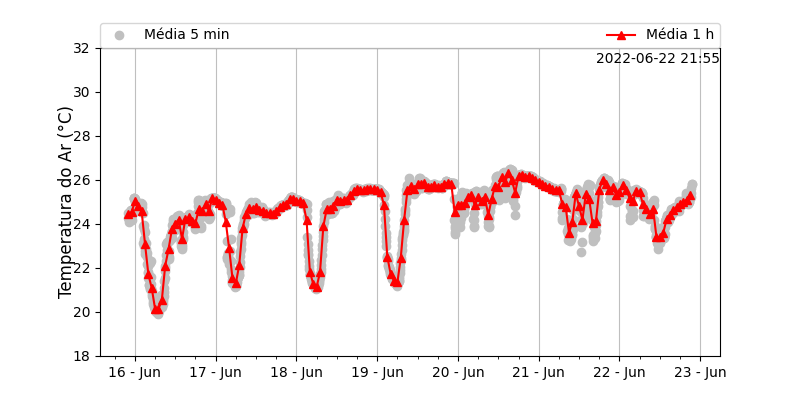 Média 5 min
Média 1 h
2022-06-22 21:55
Temperatura do Ar (°C)
32
30
28
26
24
22
20
18
16 - Jun
17 - Jun
18 - Jun
19 - Jun
20 - Jun
21 - Jun
22 - Jun
23 - Jun